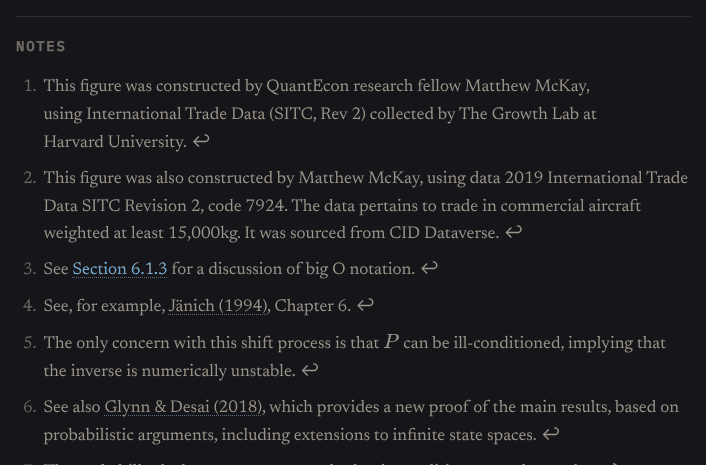 NOTES
1. This figure was constructed by QuantEcon research fellow Matthew McKay,
using International Trade Data (SITC, Rev 2) collected by The Growth Lab at
Harvard University. ↩
2. This figure was also constructed by Matthew McKay, using data 2019 International Trade
Data SITC Revision 2, code 7924. The data pertains to trade in commercial aircraft
weighted at least 15,000kg. It was sourced from CID Dataverse. ↩
3. See Section 6.1.3 for a discussion of big O notation. ↩
4. See, for example, Jänich (1994), Chapter 6. ↩
5. The only concern with this shift process is that P can be ill-conditioned, implying that
the inverse is numerically unstable. ↩
6. See also Glynn & Desai (2018), which provides a new proof of the main results, based on
probabilistic arguments, including extensions to infinite state spaces. ↩